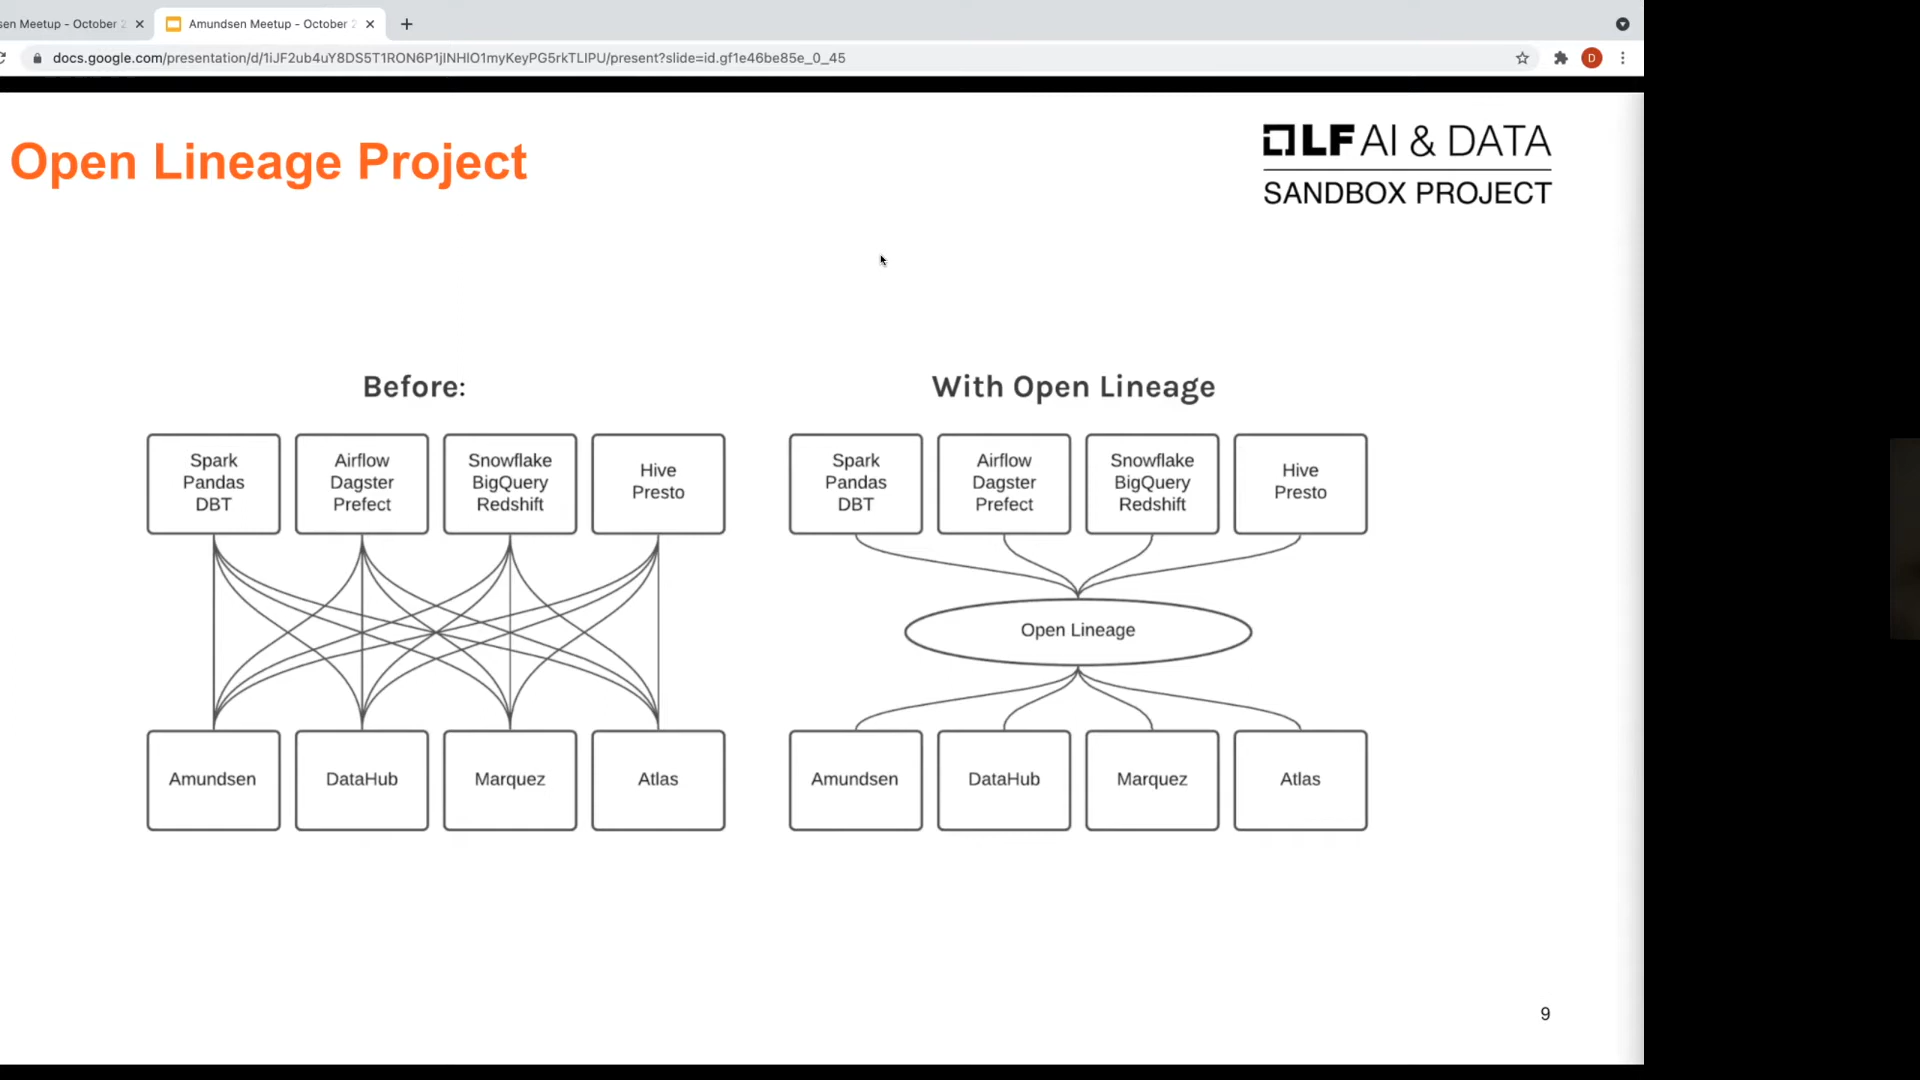 sen Meetup - October 2
Amundsen Meetup - October 2
docs.google.com/presentation/d/1iJF2ub4uY8DS5T1RON6P1jINHIO1myKeyPG5rkTLIPU/present?slide=id.gf1e46be85e_0_45
D
Open Lineage Project
LF AI & DATA
SANDBOX PROJECT
Before:
Spark
Pandas
DBT
Airflow
Dagster
Prefect
Snowflake
BigQuery
Redshift
Hive
Presto
Amundsen
DataHub
Marquez
Atlas
With Open Lineage
Spark
Pandas
DBT
Airflow
Dagster
Prefect
Snowflake
BigQuery
Redshift
Hive
Presto
Open Lineage
Amundsen
DataHub
Marquez
Atlas
9